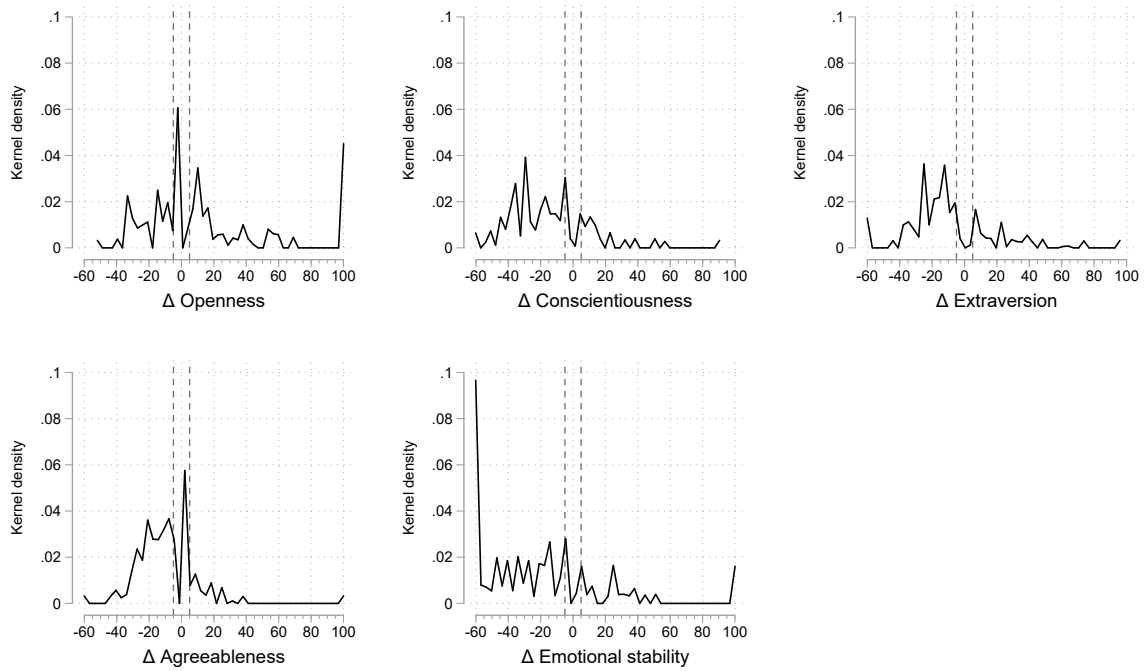 .1
.08
.06
.04
.02
0
Kernel density
-60 -40 -20 0 20 40 60 80 100
Δ Openness
.1
.08
.06
.04
.02
0
Kernel density
-60 -40 -20 0 20 40 60 80 100
Δ Conscientiousness
.1
.08
.06
.04
.02
0
Kernel density
-60 -40 -20 0 20 40 60 80 100
Δ Extraversion
.1
.08
.06
.04
.02
0
Kernel density
-60 -40 -20 0 20 40 60 80 100
Δ Agreeableness
.1
.08
.06
.04
.02
0
Kernel density
-60 -40 -20 0 20 40 60 80 100
Δ Emotional stability